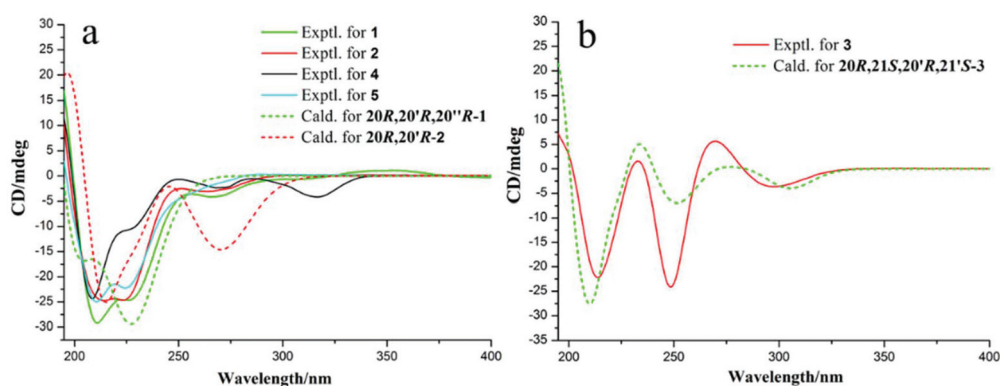 a
Exptl. for 1
Exptl. for 2
Exptl. for 4
Exptl. for 5
Cald. for 20R,20'R,20''R-1
Cald. for 20R,20'R-2
CD/mdeg
30
25
20
15
10
5
0
-5
-10
-15
-20
-25
-30
200 250 300 350 400
Wavelength/nm
b
Exptl. for 3
Cald. for 20R,21S,20'R,21'S-3
CD/mdeg
30
25
20
15
10
5
0
-5
-10
-15
-20
-25
-30
-35
200 250 300 350 400
Wavelength/nm